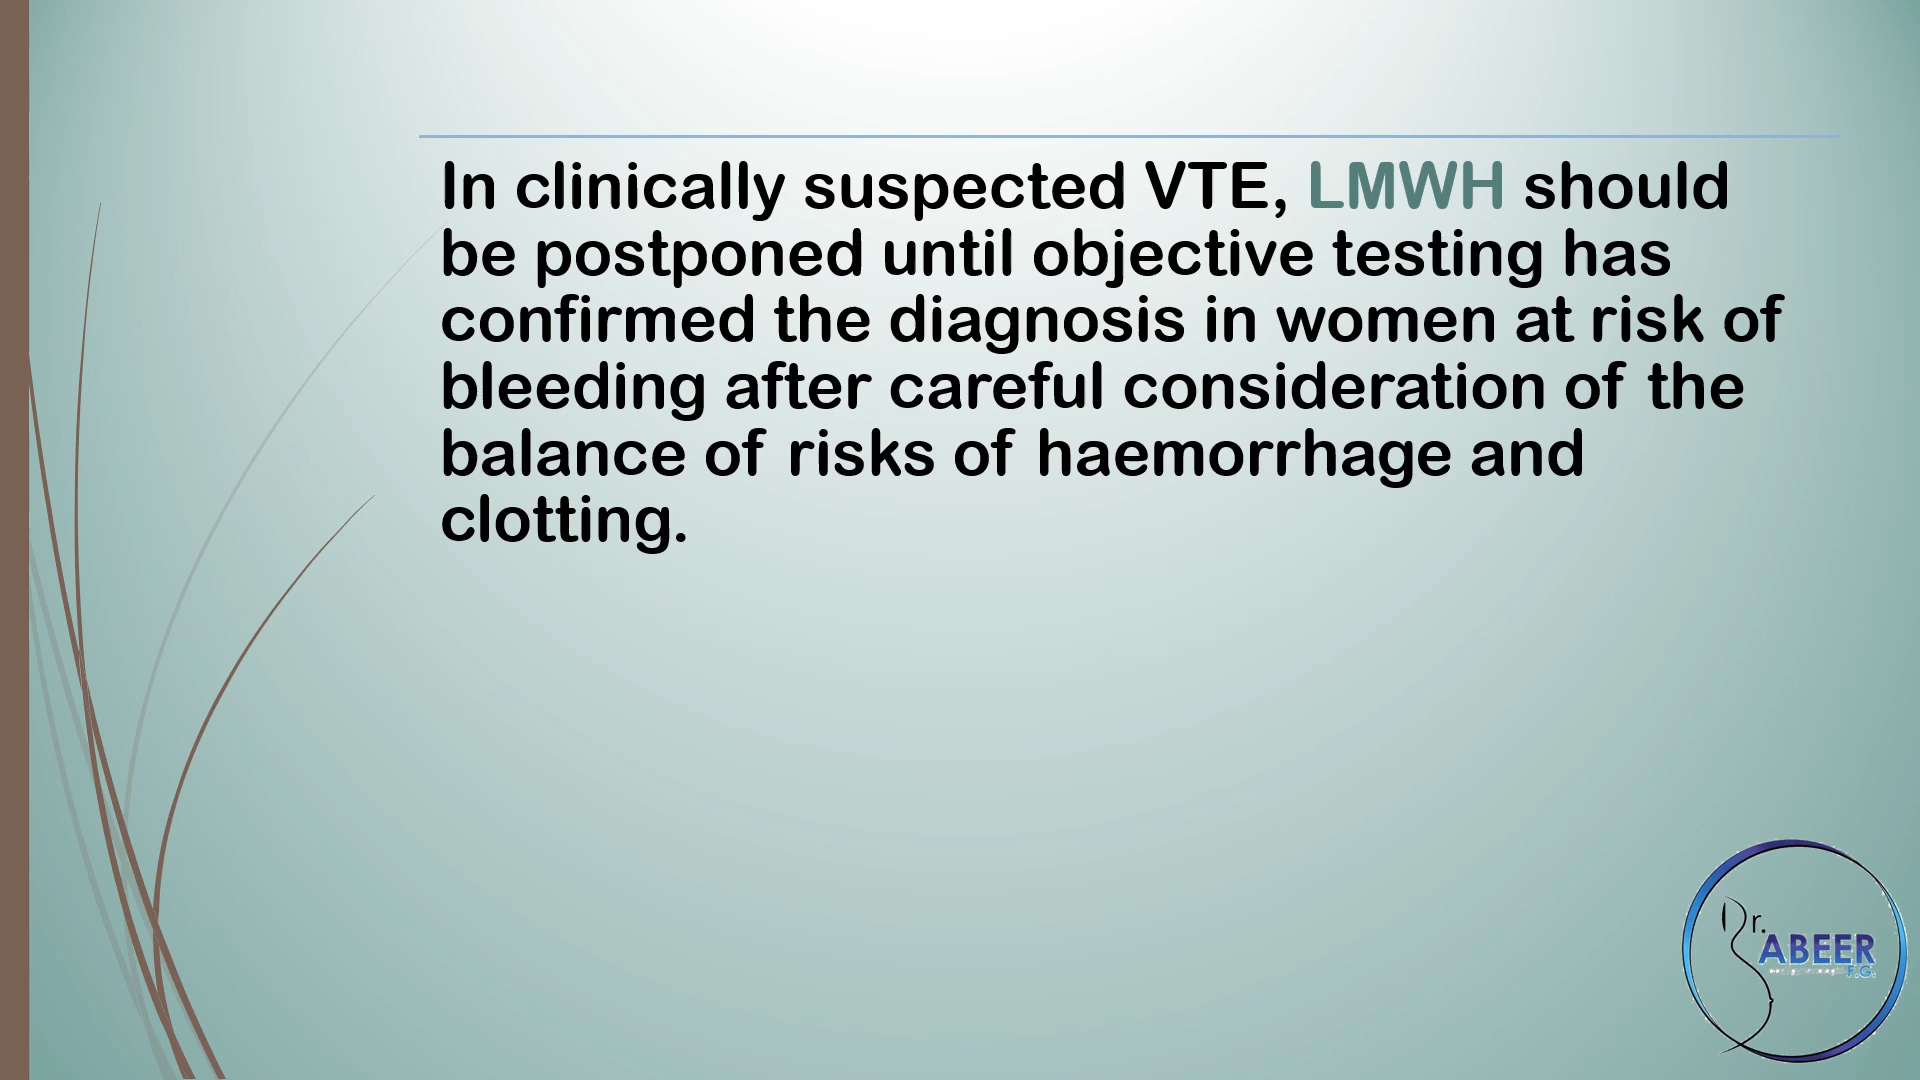 In clinically suspected VTE, LMWH should
be postponed until objective testing has
confirmed the diagnosis in women at risk of
bleeding after careful consideration of the
balance of risks of haemorrhage and
clotting.
Dr.
ABEER
F.G.